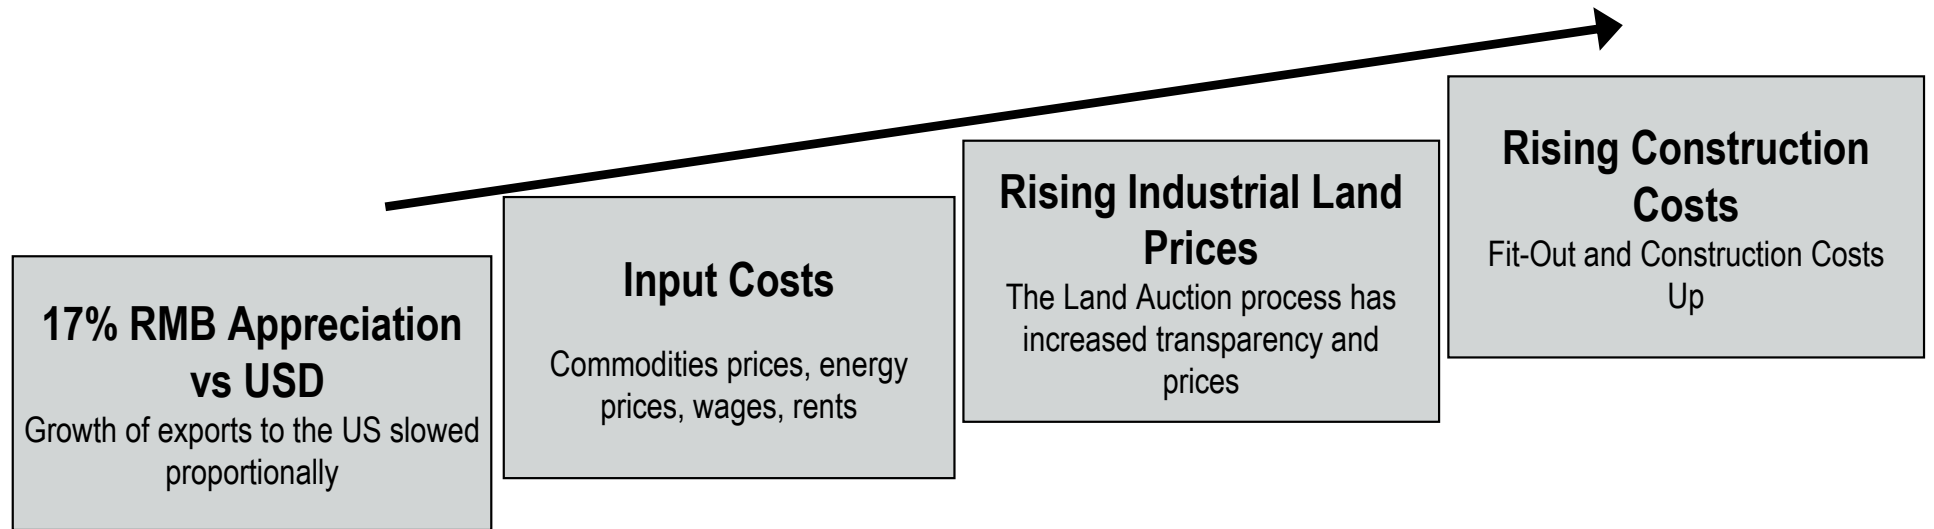 17% RMB Appreciation
vs USD
Growth of exports to the US slowed
proportionally
Input Costs
Commodities prices, energy
prices, wages, rents
Rising Industrial Land
Prices
The Land Auction process has
increased transparency and
prices
Rising Construction
Costs
Fit-Out and Construction Costs
Up